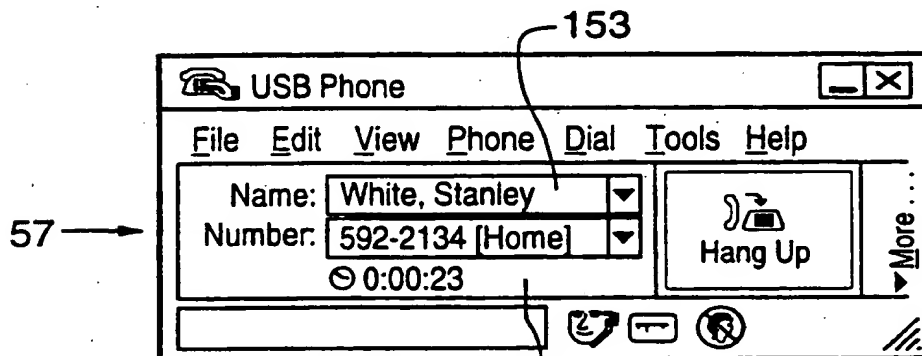 153
USB Phone
File Edit View Phone Dial Tools Help
57
Name: White, Stanley
Number: 592-2134 [Home]
0:00:23
Hang Up
More...